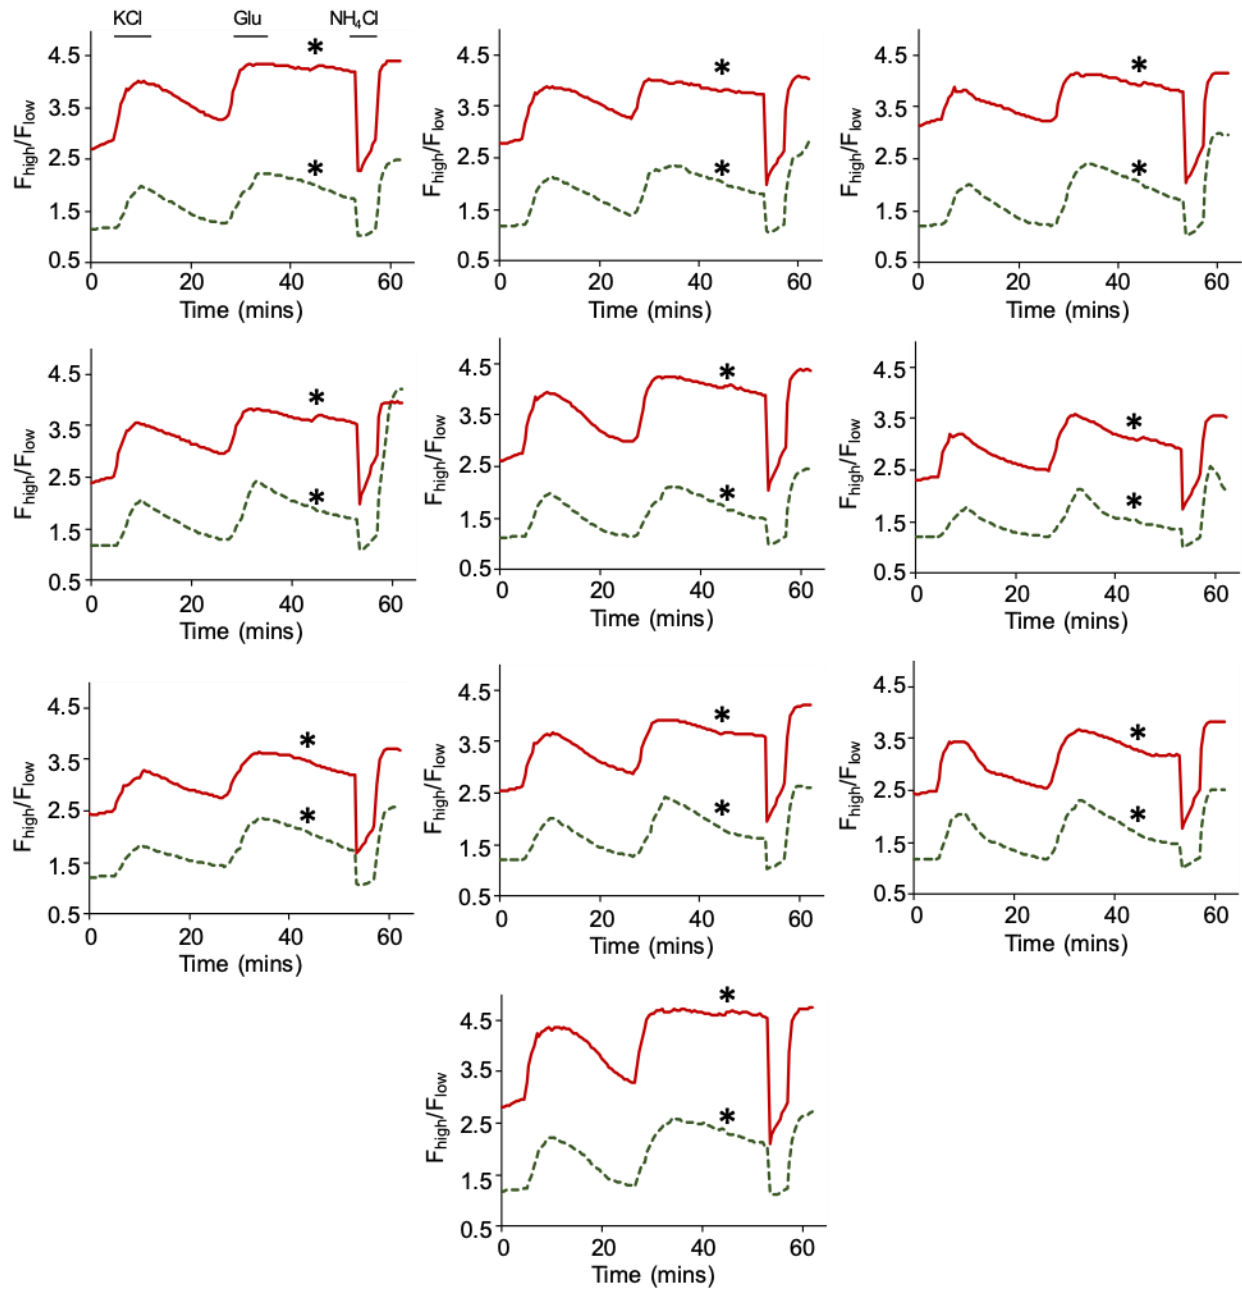 KCl Glu NH4Cl
* * *
* * *
Fhigh/Flow 4.5 3.5 2.5 1.5 0.5
Fhigh/Flow 4.5 3.5 2.5 1.5 0.5
Fhigh/Flow 4.5 3.5 2.5 1.5 0.5
0 20 40 60 0 20 40 60 0 20 40 60
Time (mins) Time (mins) Time (mins)
* * *
* * *
Fhigh/Flow 4.5 3.5 2.5 1.5 0.5
Fhigh/Flow 4.5 3.5 2.5 1.5 0.5
Fhigh/Flow 4.5 3.5 2.5 1.5 0.5
0 20 40 60 0 20 40 60 0 20 40 60
Time (mins) Time (mins) Time (mins)
* * *
* * *
Fhigh/Flow 4.5 3.5 2.5 1.5 0.5
Fhigh/Flow 4.5 3.5 2.5 1.5 0.5
Fhigh/Flow 4.5 3.5 2.5 1.5 0.5
0 20 40 60 0 20 40 60 0 20 40 60
Time (mins) Time (mins) Time (mins)
*
*
Fhigh/Flow 4.5 3.5 2.5 1.5 0.5
0 20 40 60
Time (mins)